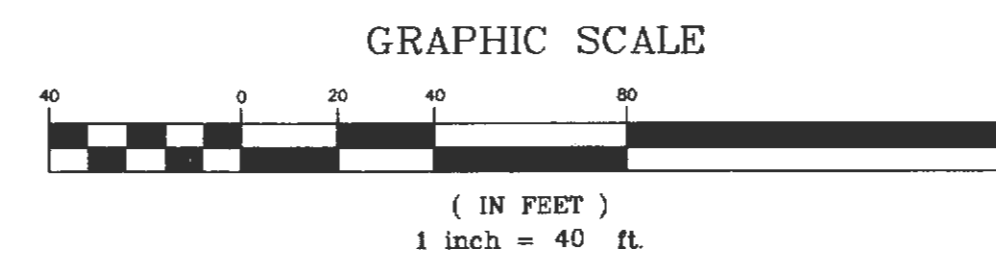 GRAPHIC SCALE
40 0 20 40 80
( IN FEET )
1 inch = 40 ft.